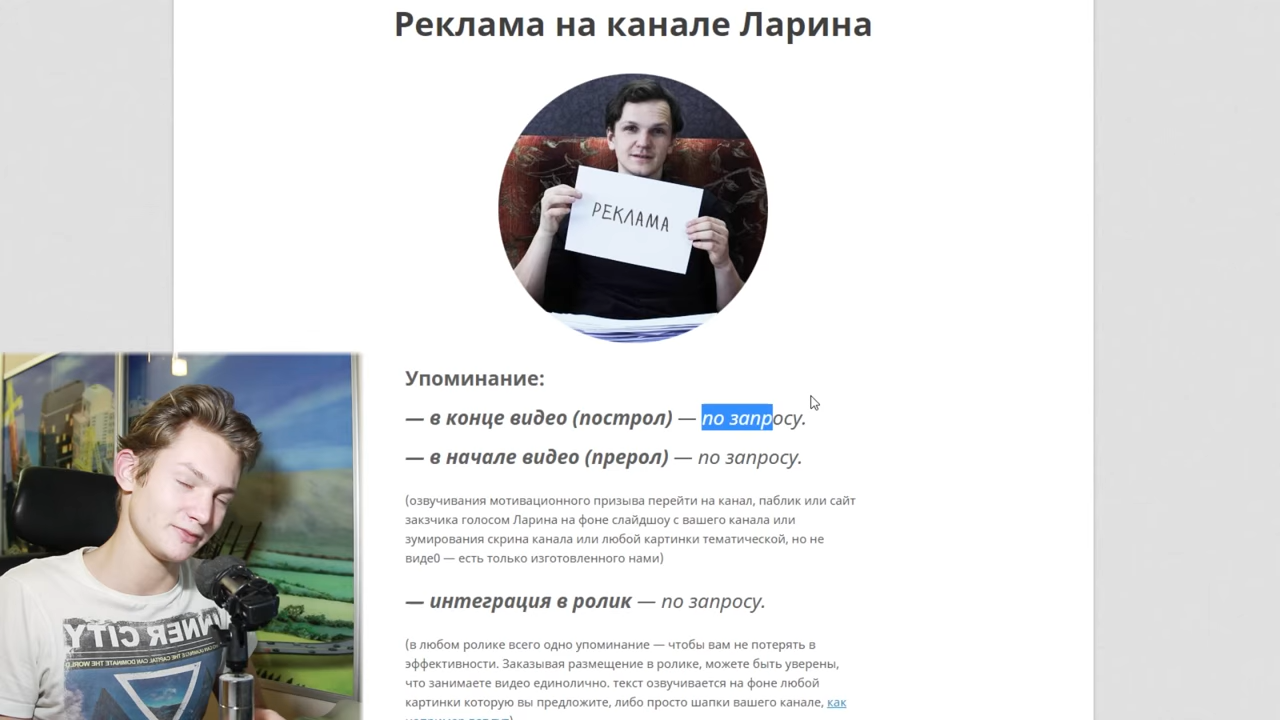 Реклама на канале Ларина
РЕКЛАМА
Упоминание:
— в конце видео (построл) — по запросу.
— в начале видео (прерол) — по запросу.
(озвучивания мотивационного призыва перейти на канал, паблик или сайт
закзчика голосом Ларина на фоне слайдшоу с вашего канала или
зумирования скрина канала или любой картинки тематической, но не
виде0 — есть только изготовленного нами)
— интеграция в ролик — по запросу.
(в любом ролике всего одно упоминание — чтобы вам не потерять в
эффективности. Заказывая размещение в ролике, можете быть уверены,
что занимаете видео единолично. текст озвучивается на фоне любой
картинки которую вы предложите, либо просто шапки вашего канале, как
INNER CITY